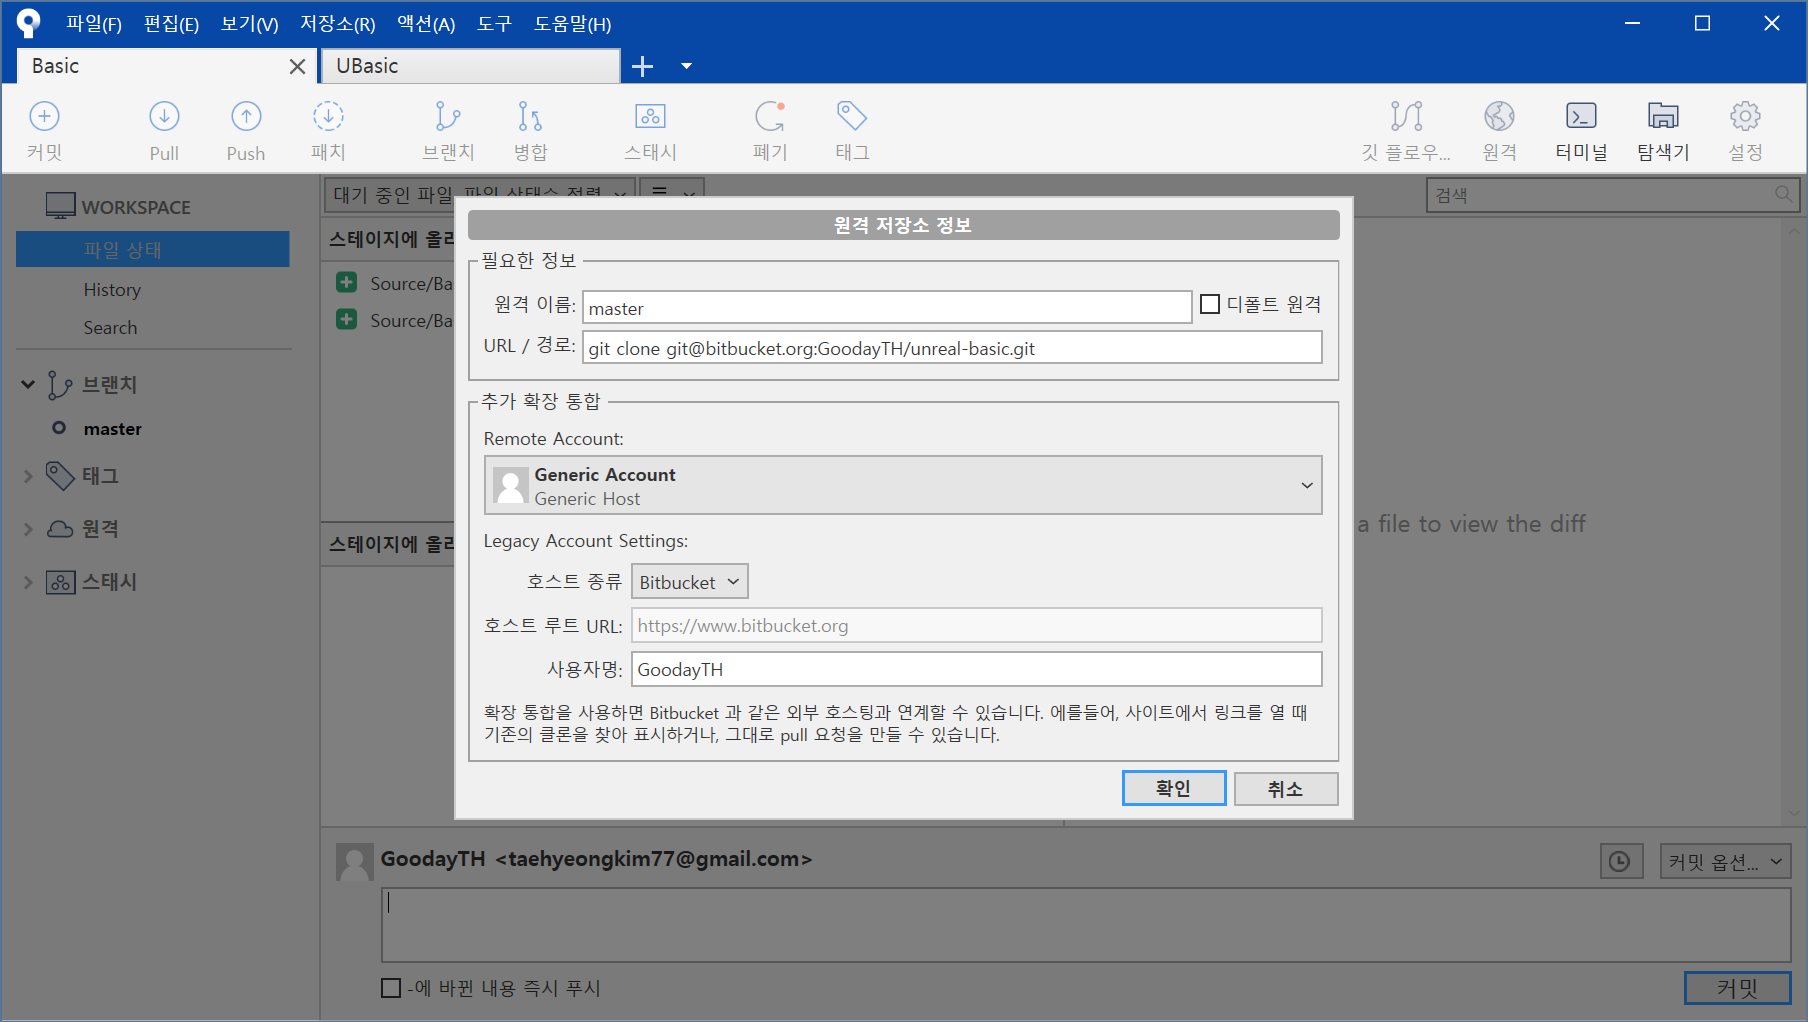 파일(F) 편집(E) 보기(V) 저장소(R) 액션(A) 도구 도움말(H)
Basic UBasic
커밋 Pull Push 패치 브랜치 병합 스태시 폐기 태그 깃 플로우... 원격 터미널 탐색기 설정
WORKSPACE
파일 상태
History
Search
브랜치
master
태그
원격
스태시
대기 중인 파일, 파일 상태순 정렬
검색
스테이지에 올라
Source/Ba
Source/Ba
스테이지에 올라
a file to view the diff
원격 저장소 정보
필요한 정보
원격 이름: master 디폴트 원격
URL / 경로: git clone git@bitbucket.org:GoodayTH/unreal-basic.git
추가 확장 통합
Remote Account:
Generic Account
Generic Host
Legacy Account Settings:
호스트 종류 Bitbucket
호스트 루트 URL: https://www.bitbucket.org
사용자명: GoodayTH
확장 통합을 사용하면 Bitbucket 과 같은 외부 호스팅과 연계할 수 있습니다. 에를들어, 사이트에서 링크를 열 때
기존의 클론을 찾아 표시하거나, 그대로 pull 요청을 만들 수 있습니다.
확인 취소
GoodayTH <taehyeongkim77@gmail.com>
커밋 옵션...
-에 바뀐 내용 즉시 푸시
커밋